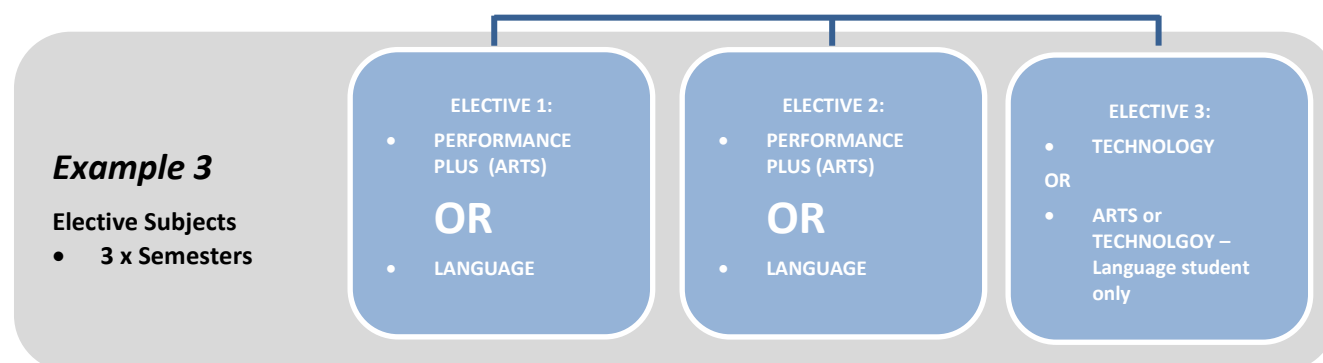 Example 3
Elective Subjects
• 3 x Semesters
ELECTIVE 1:
• PERFORMANCE
PLUS (ARTS)
OR
• LANGUAGE
ELECTIVE 2:
• PERFORMANCE
PLUS (ARTS)
OR
• LANGUAGE
ELECTIVE 3:
• TECHNOLOGY
OR
• ARTS or
TECHNOLGOY –
Language student
only